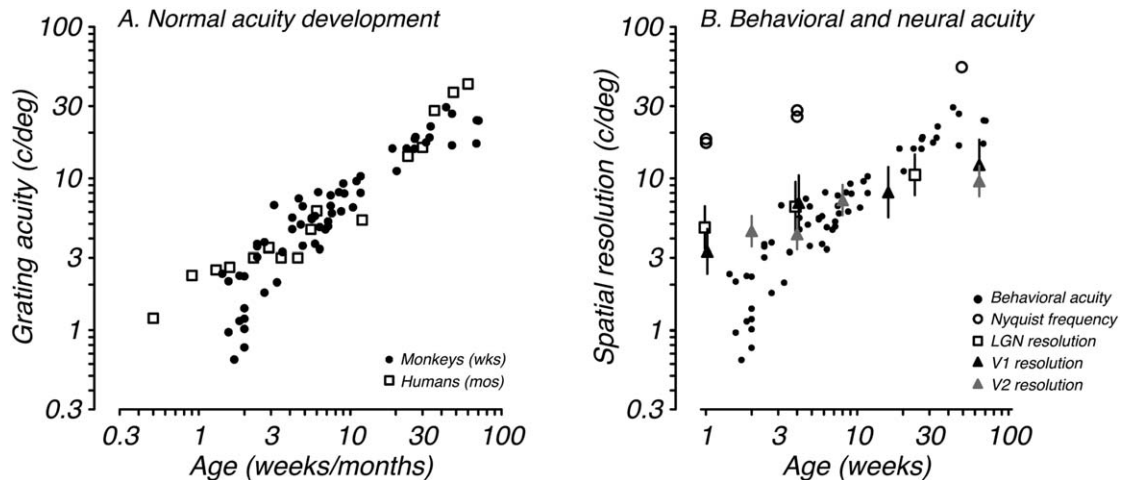 A. Normal acuity development
100
30
10
3
1
0.3
Grating acuity (c/deg)
0.3 1 3 10 30 100
Age (weeks/months)
Monkeys (wks)
Humans (mos)
B. Behavioral and neural acuity
100
30
10
3
1
0.3
Spatial resolution (c/deg)
1 3 10 30 100
Age (weeks)
Behavioral acuity
Nyquist frequency
LGN resolution
V1 resolution
V2 resolution